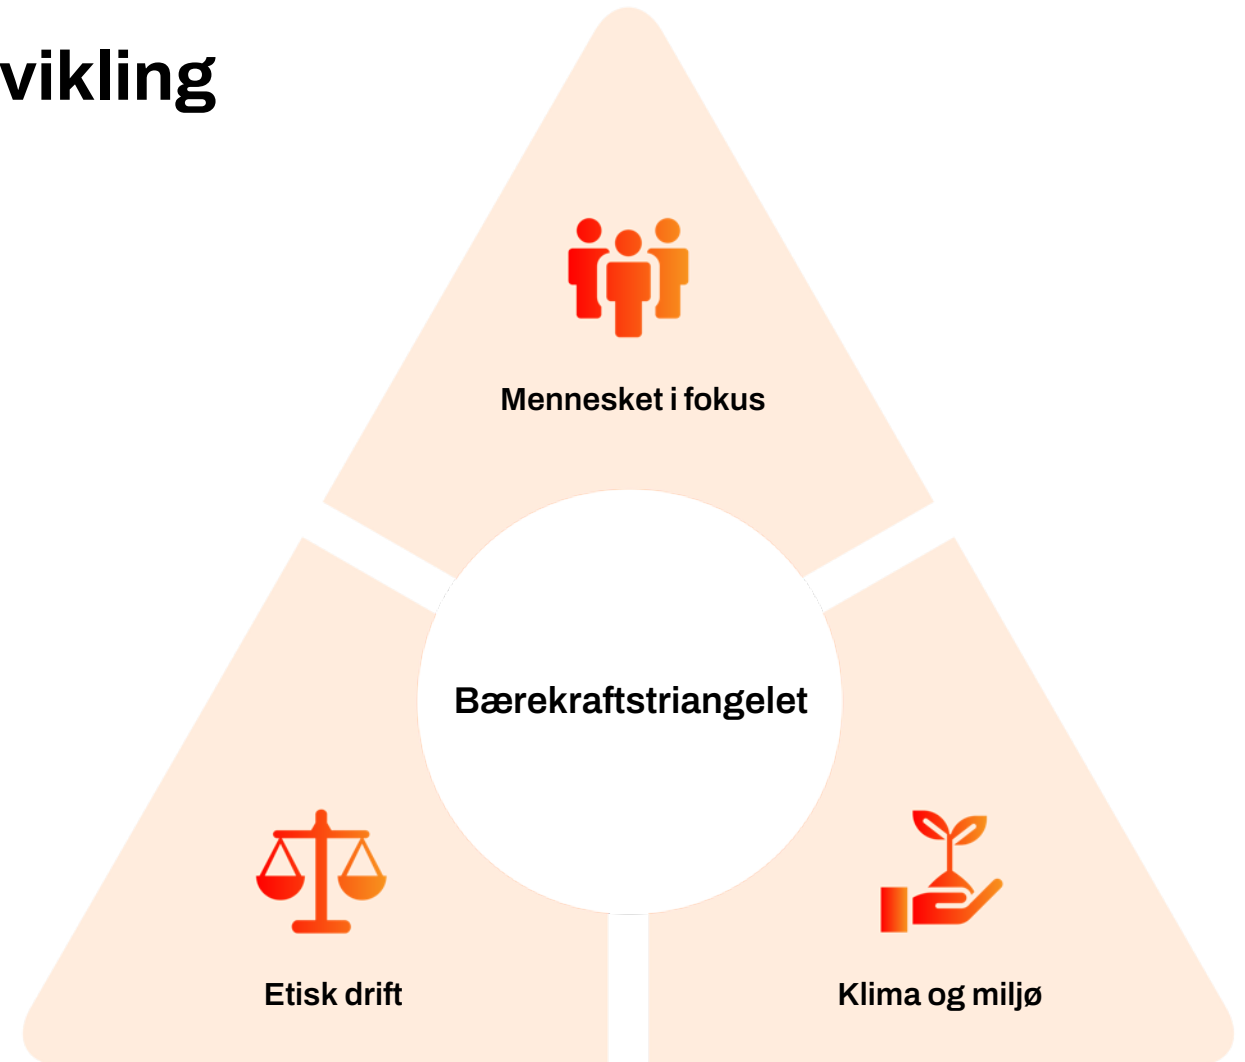 vikling
Mennesket i fokus
Bærekraftstriangelet
Etisk drift
Klima og miljø